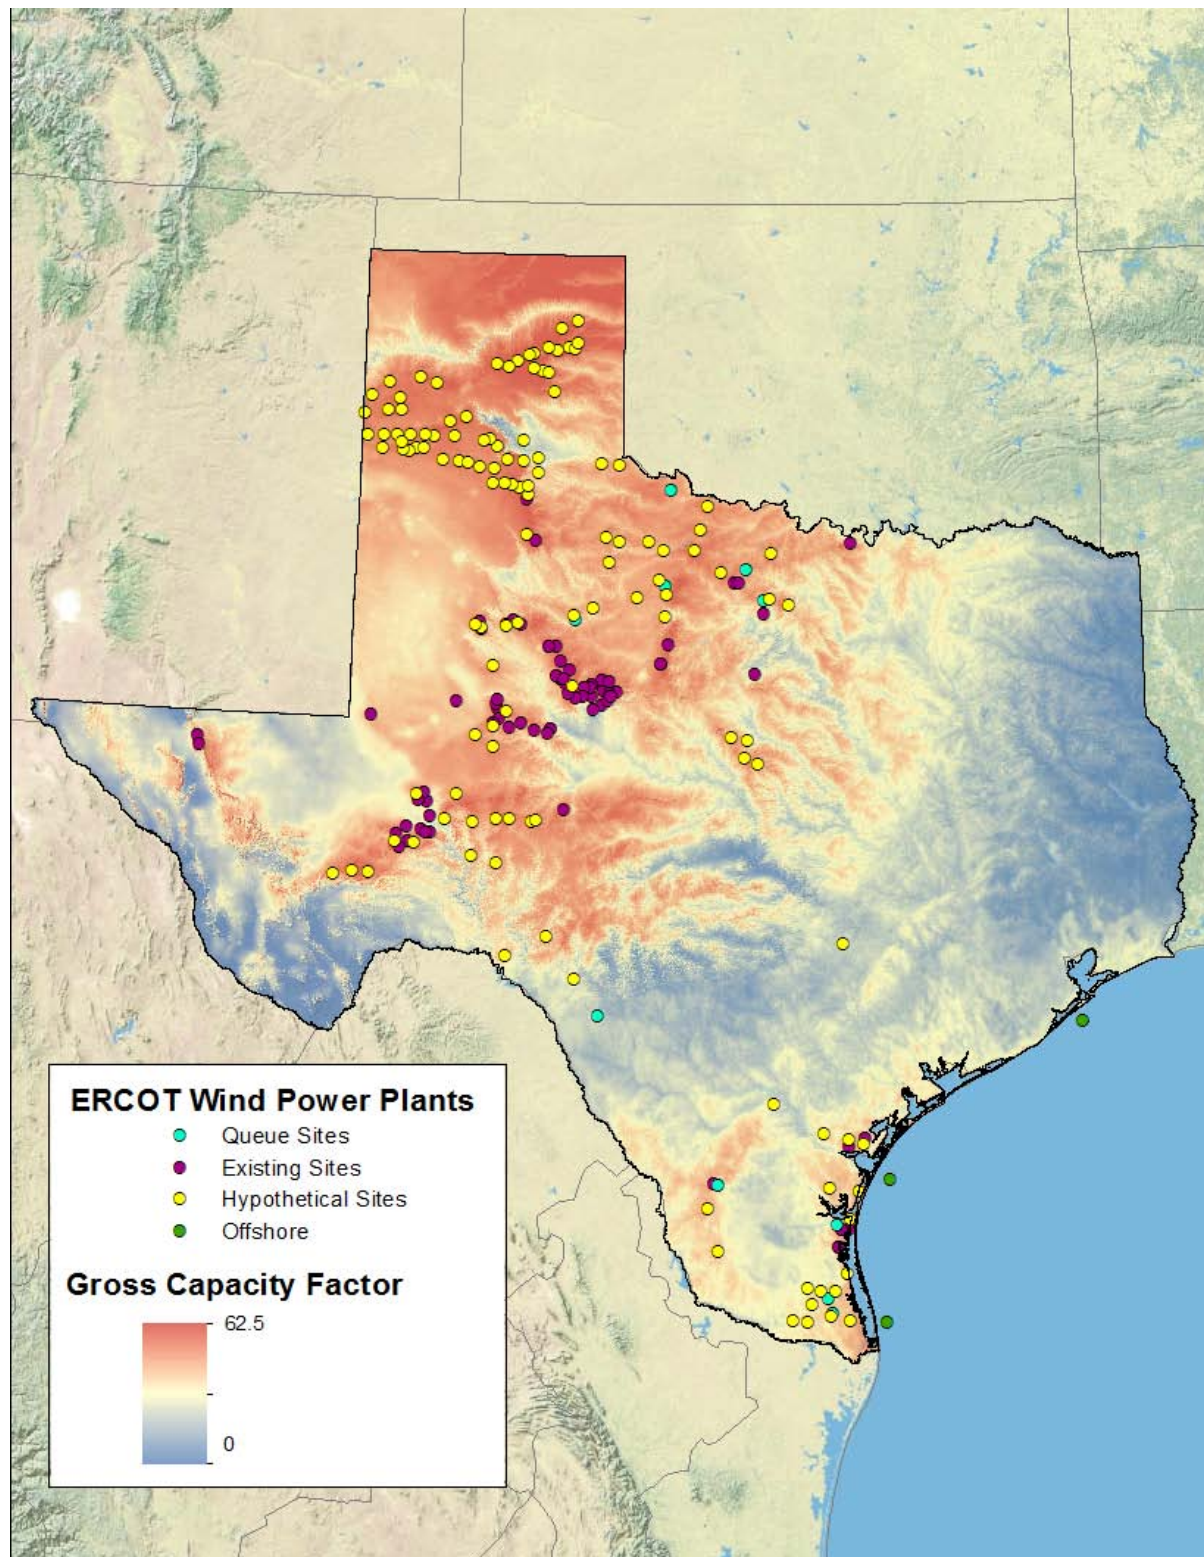 ERCOT Wind Power Plants
Queue Sites
Existing Sites
Hypothetical Sites
Offshore
Gross Capacity Factor
62.5
0